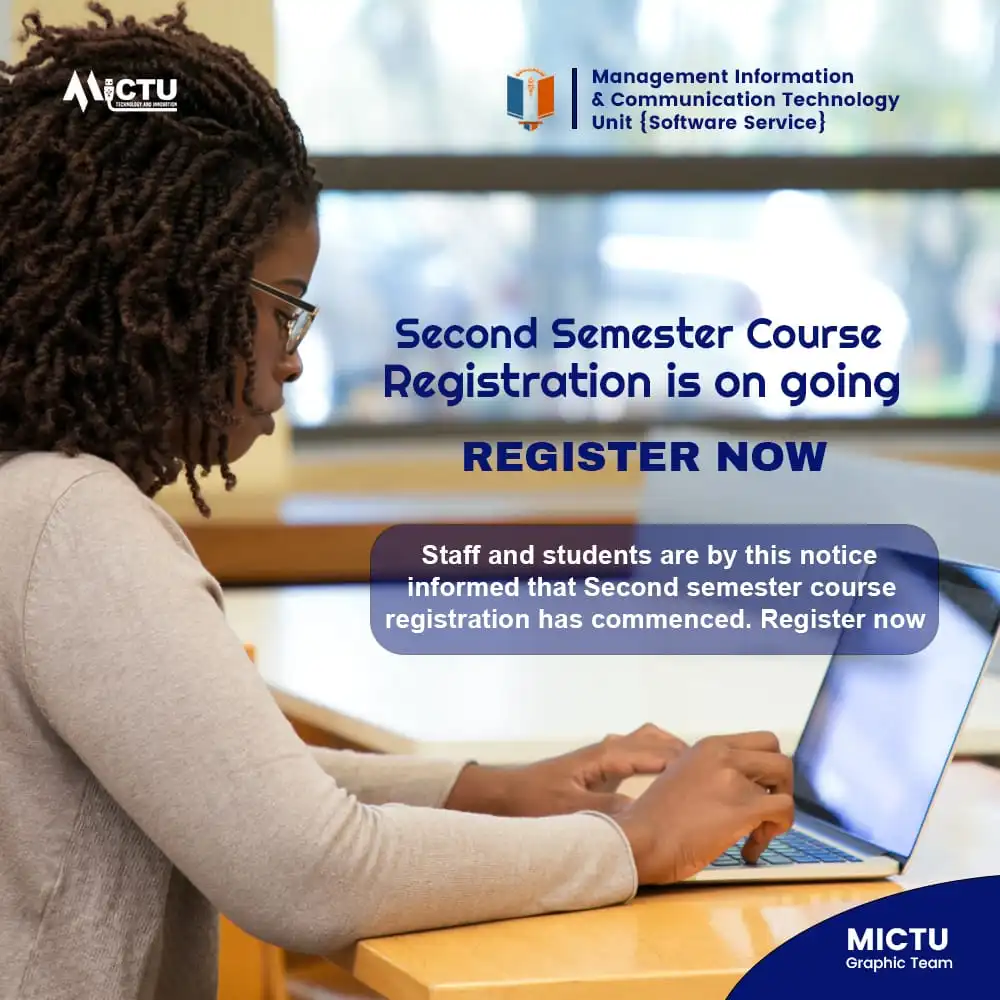 MiCTU
TECHNOLOGY AND INNOVATION
Management Information
& Communication Technology
Unit {Software Service}
Second Semester Course
Registration is on going
REGISTER NOW
Staff and students are by this notice
informed that Second semester course
registration has commenced. Register now
MICTU
Graphic Team